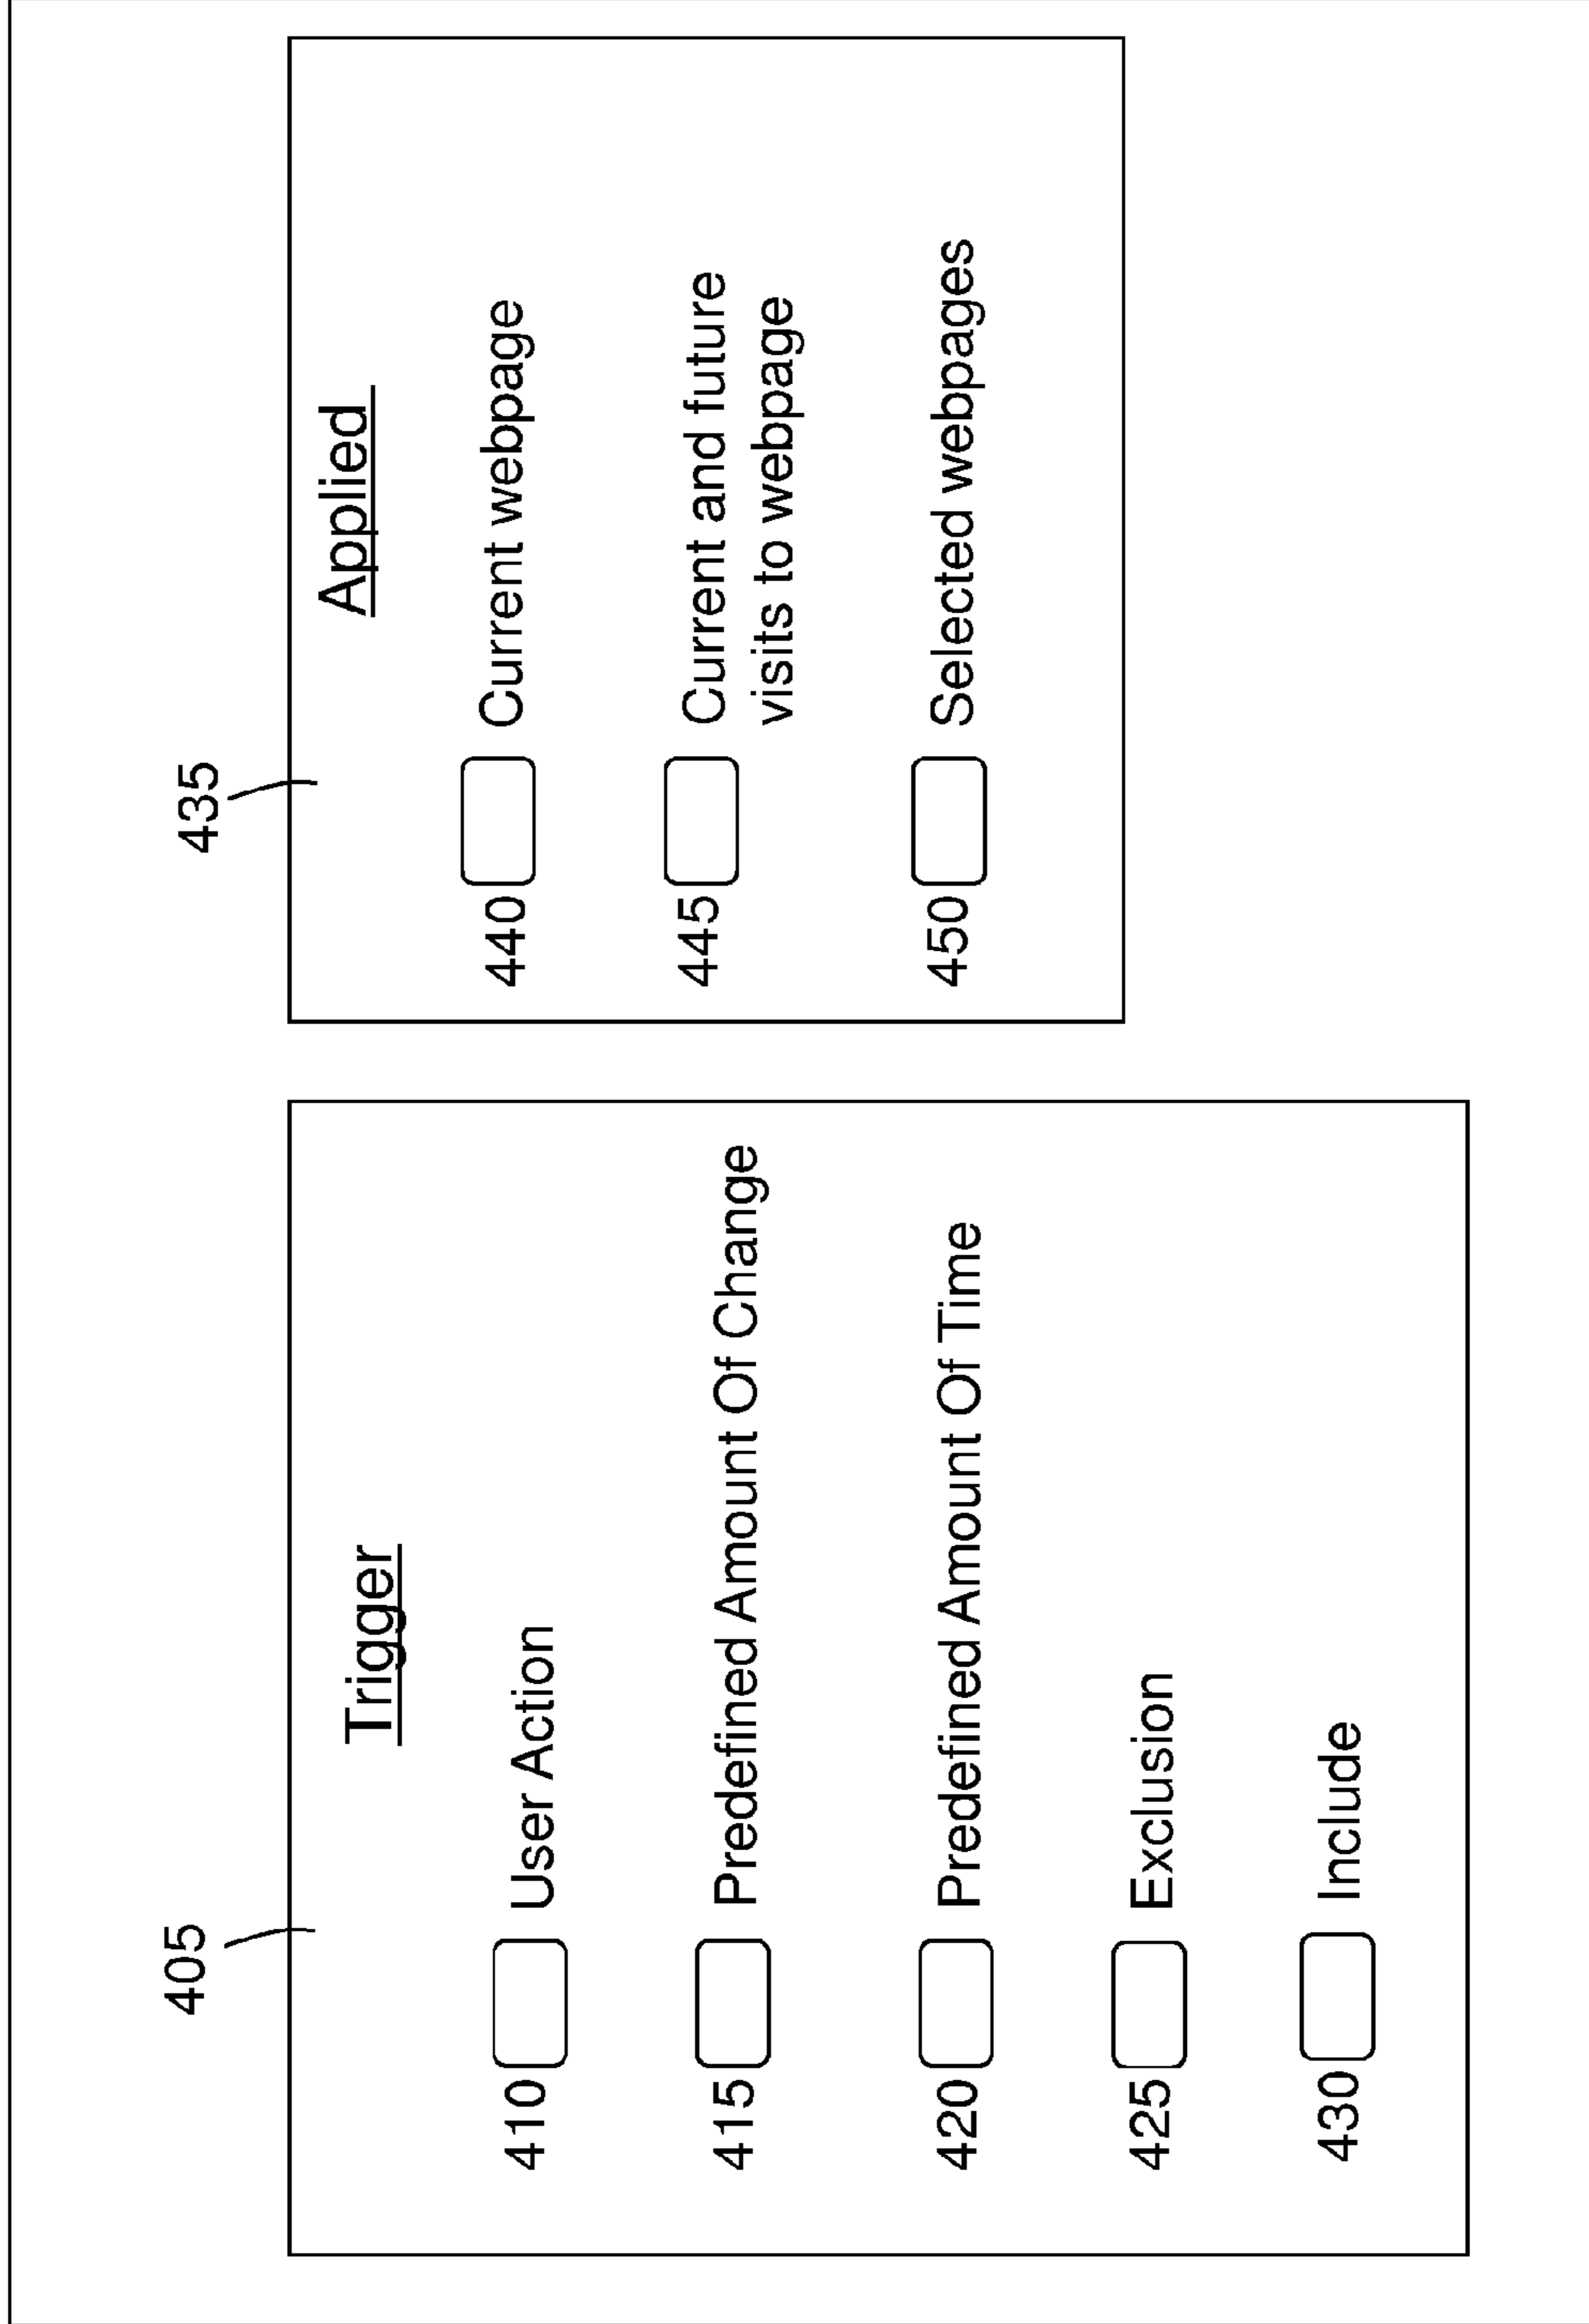 405
Trigger
410 User Action
415 Predefined Amount Of Change
420 Predefined Amount Of Time
425 Exclusion
430 Include
435
Applied
440 Current webpage
445 Current and future
visits to webpage
450 Selected webpages